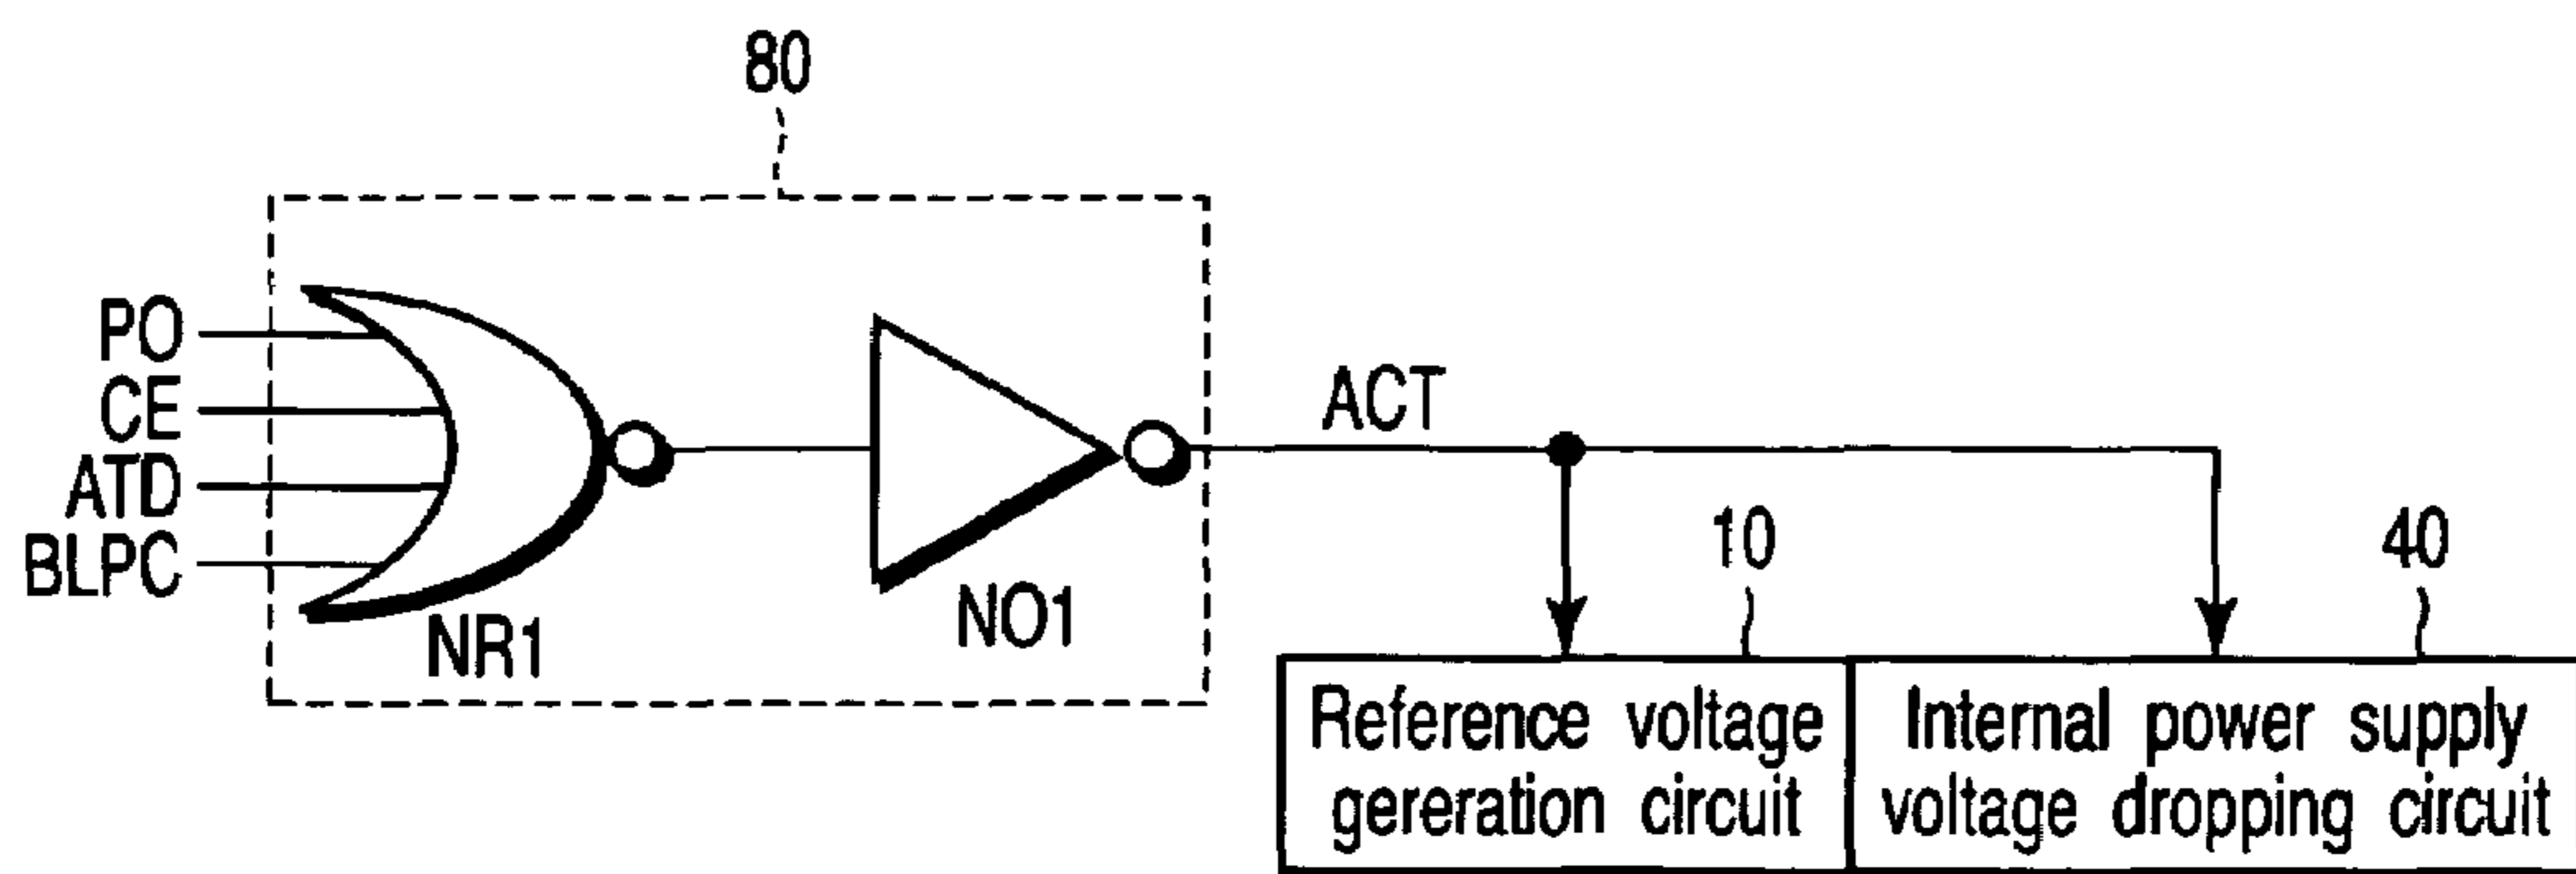 80
PO
CE
ATD
BLPC
NR1
NO1
ACT
10
40
Reference voltage
gereration circuit
Internal power supply
voltage dropping circuit